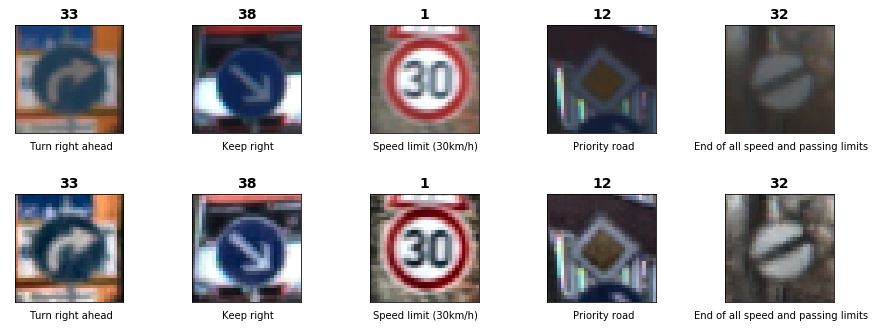 33 38 1 12 32
30
Turn right ahead Keep right Speed limit (30km/h) Priority road End of all speed and passing limits
33 38 1 12 32
30
Turn right ahead Keep right Speed limit (30km/h) Priority road End of all speed and passing limits